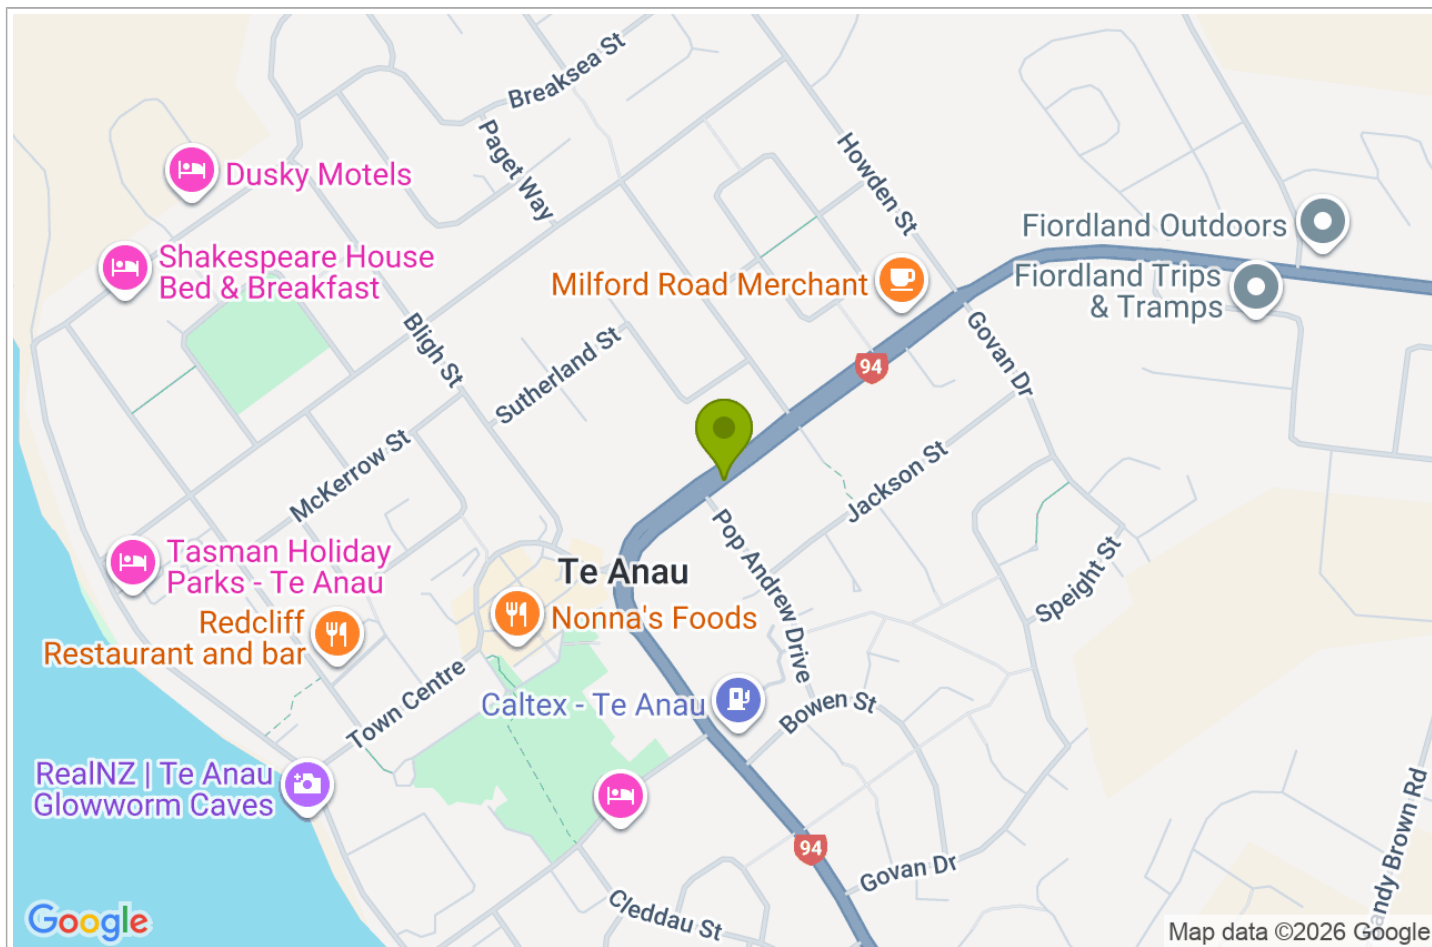 Breaksea St
Paget Way
Howden St
Dusky Motels
Fiordland Outdoors
Shakespeare House
Bed & Breakfast
Milford Road Merchant
Fiordland Trips
& Tramps
Bligh St
Sutherland St
Govan Dr
94
McKerrow St
Jackson St
Pop Andrew Drive
Tasman Holiday
Parks - Te Anau
Te Anau
Speight St
Redcliff
Restaurant and bar
Nonna's Foods
Town Centre
Caltex - Te Anau
Bowen St
RealNZ | Te Anau
Glowworm Caves
94
Govan Dr
andy Brown Rd
Cleddau St
Google
Map data ©2026 Google